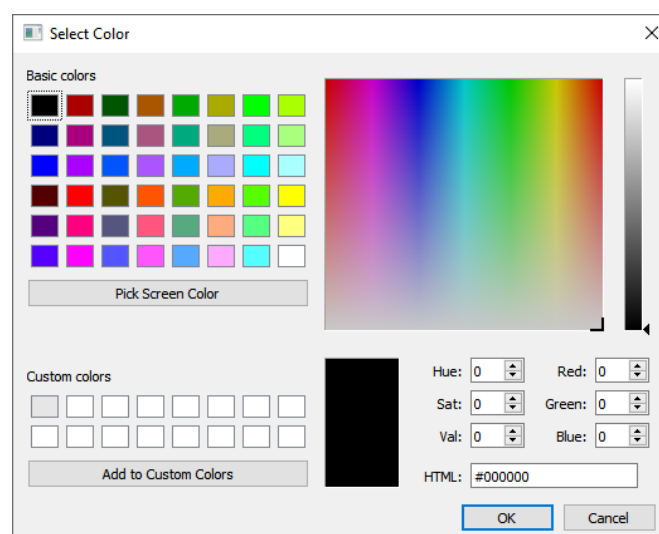 Select Color
Basic colors
Pick Screen Color
Custom colors
Add to Custom Colors
Hue: 0 Red: 0
Sat: 0 Green: 0
Val: 0 Blue: 0
HTML: #000000
OK Cancel